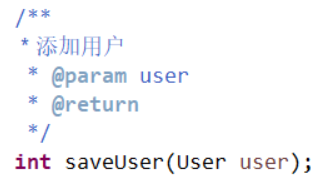 /**
* 添加用户
* @param user
* @return
*/
int saveUser(User user);